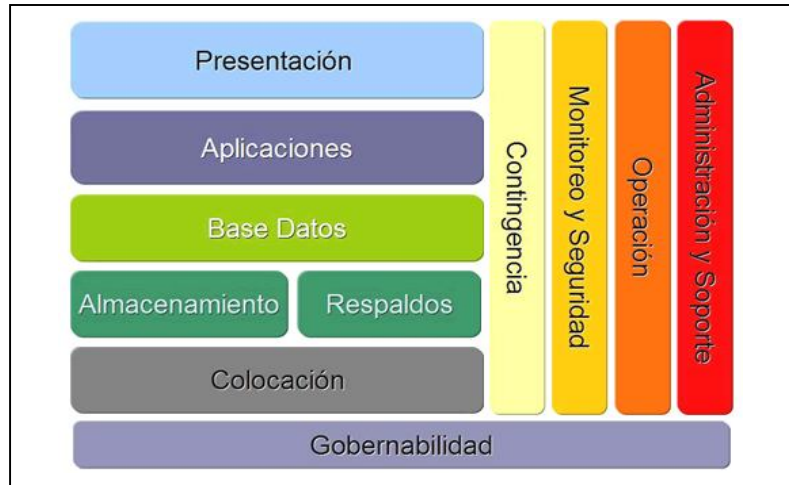 Presentación
Aplicaciones
Base Datos
Almacenamiento
Respaldos
Colocación
Contingencia
Monitoreo y Seguridad
Operación
Administración y Soporte
Gobernabilidad